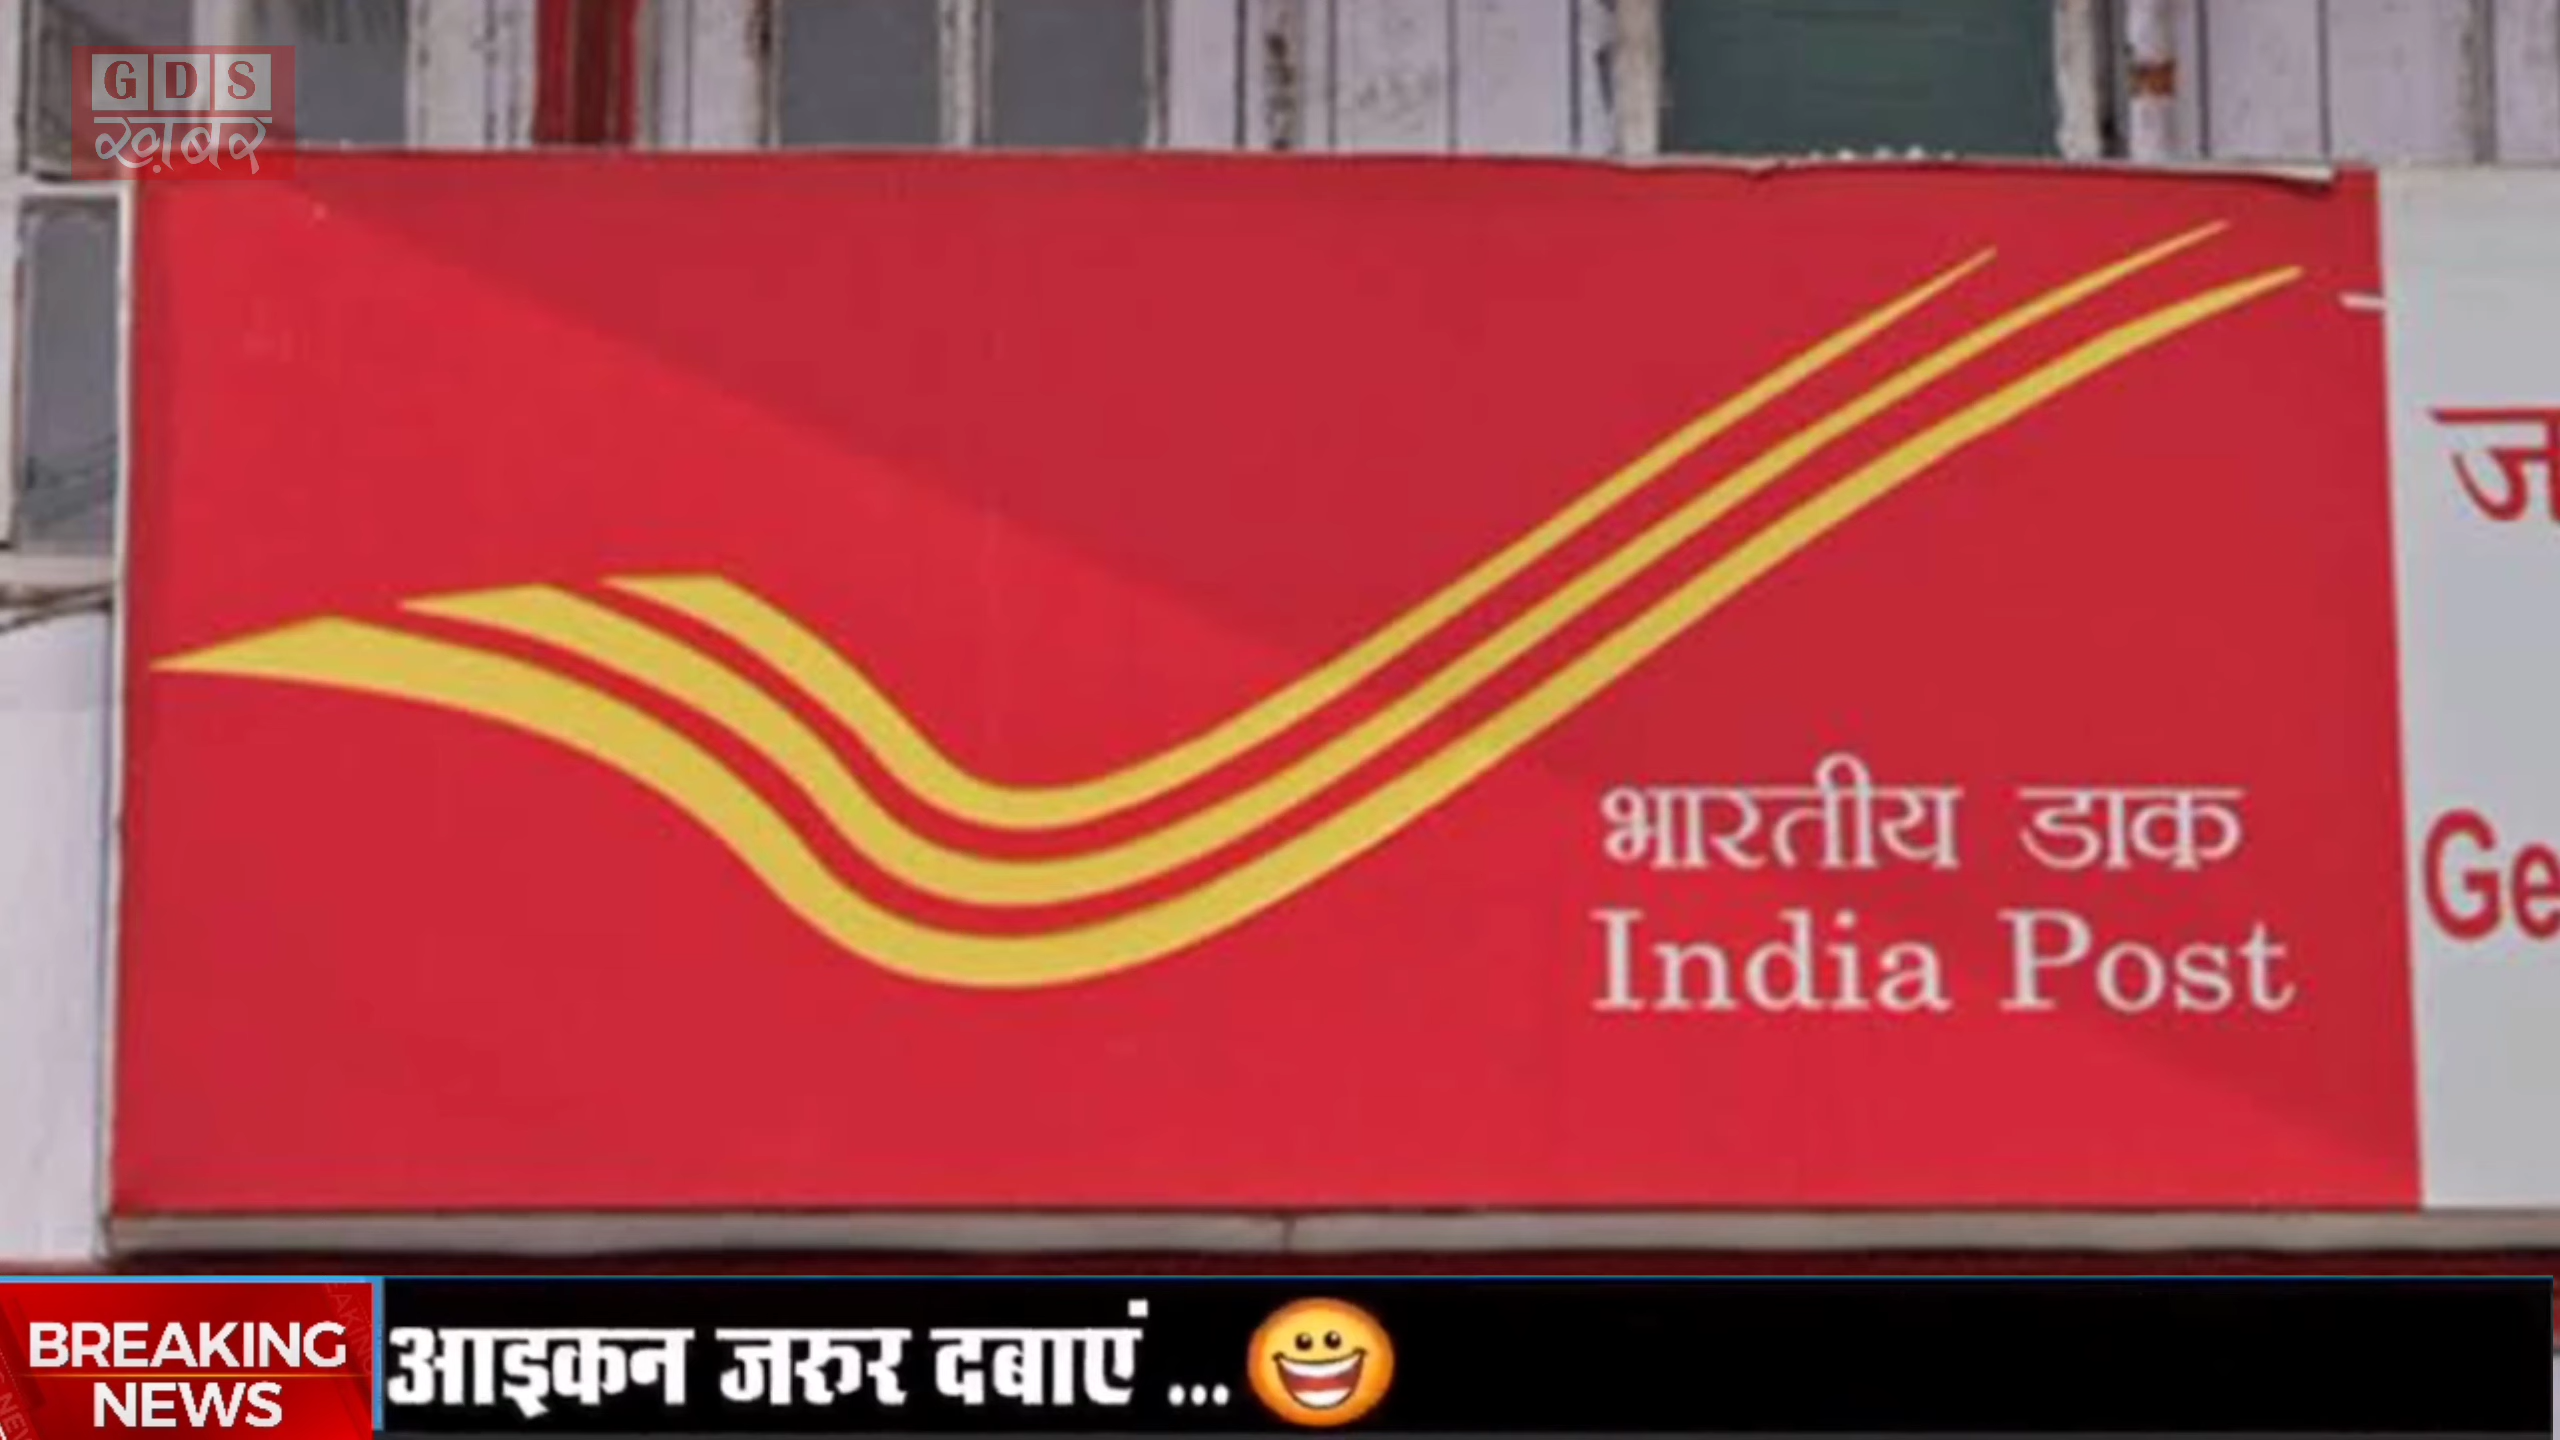 GDS
ख़बर
भारतीय डाक
India Post
BREAKING
NEWS
आइकन जरुर दबाएं ...